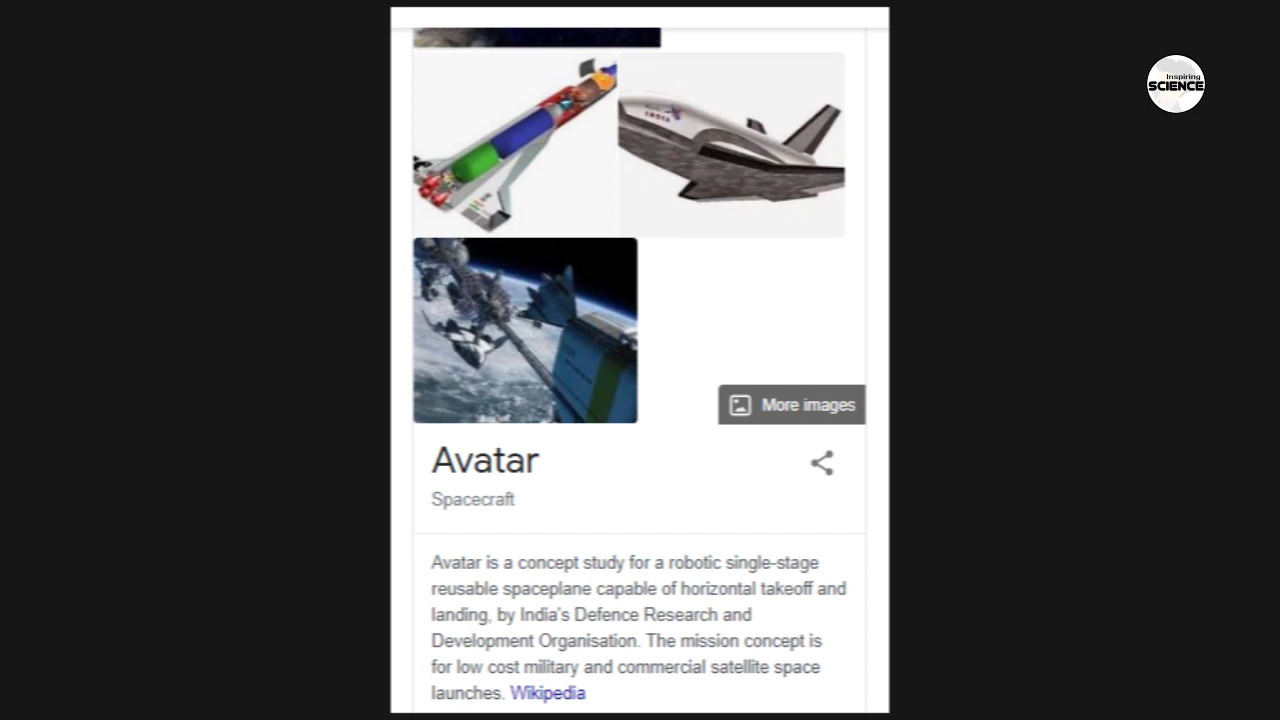 Inspiring
SCIENCE
INDIA
More images
Avatar
Spacecraft
Avatar is a concept study for a robotic single-stage
reusable spaceplane capable of horizontal takeoff and
landing, by India's Defence Research and
Development Organisation. The mission concept is
for low cost military and commercial satellite space
launches. Wikipedia